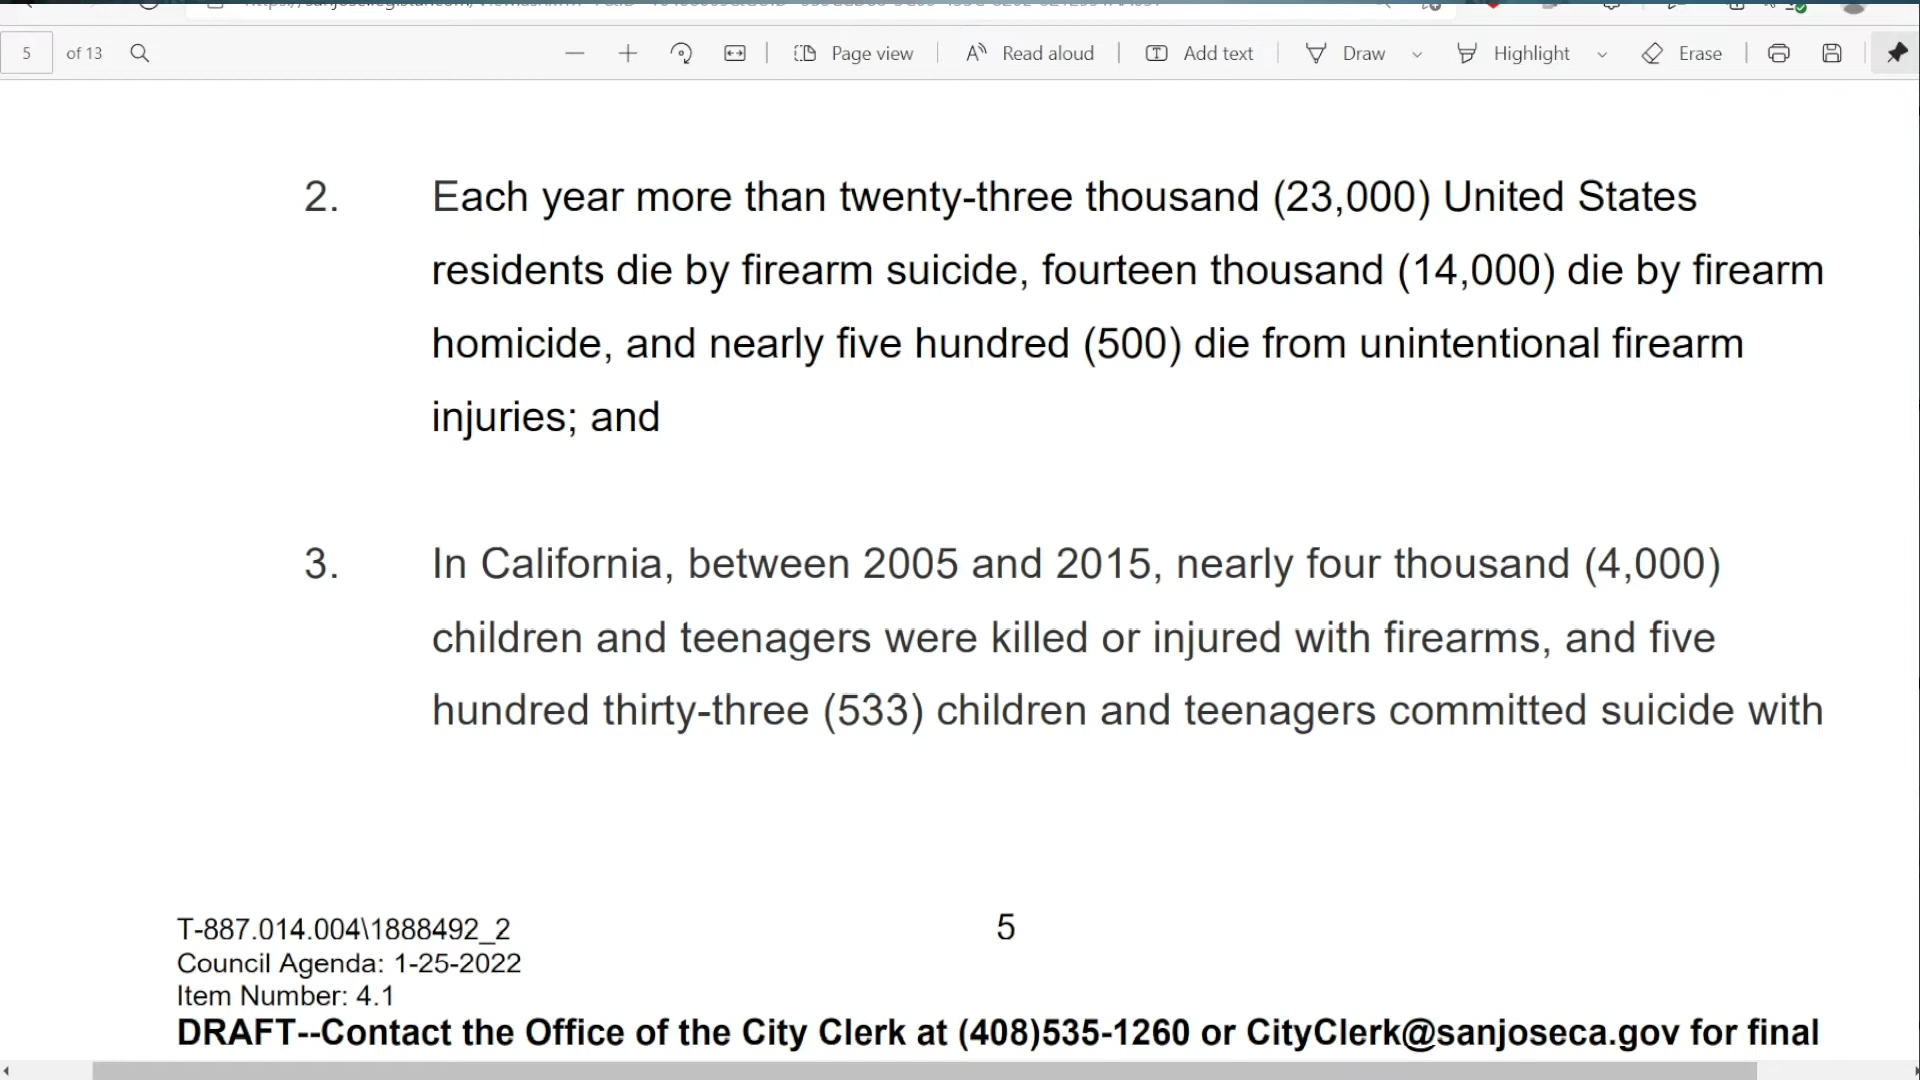 5 of 13 Page view Read aloud Add text Draw Highlight Erase
2. Each year more than twenty-three thousand (23,000) United States
residents die by firearm suicide, fourteen thousand (14,000) die by firearm
homicide, and nearly five hundred (500) die from unintentional firearm
injuries; and
3. In California, between 2005 and 2015, nearly four thousand (4,000)
children and teenagers were killed or injured with firearms, and five
hundred thirty-three (533) children and teenagers committed suicide with
T-887.014.004\1888492_2 5
Council Agenda: 1-25-2022
Item Number: 4.1
DRAFT--Contact the Office of the City Clerk at (408)535-1260 or CityClerk@sanjoseca.gov for final